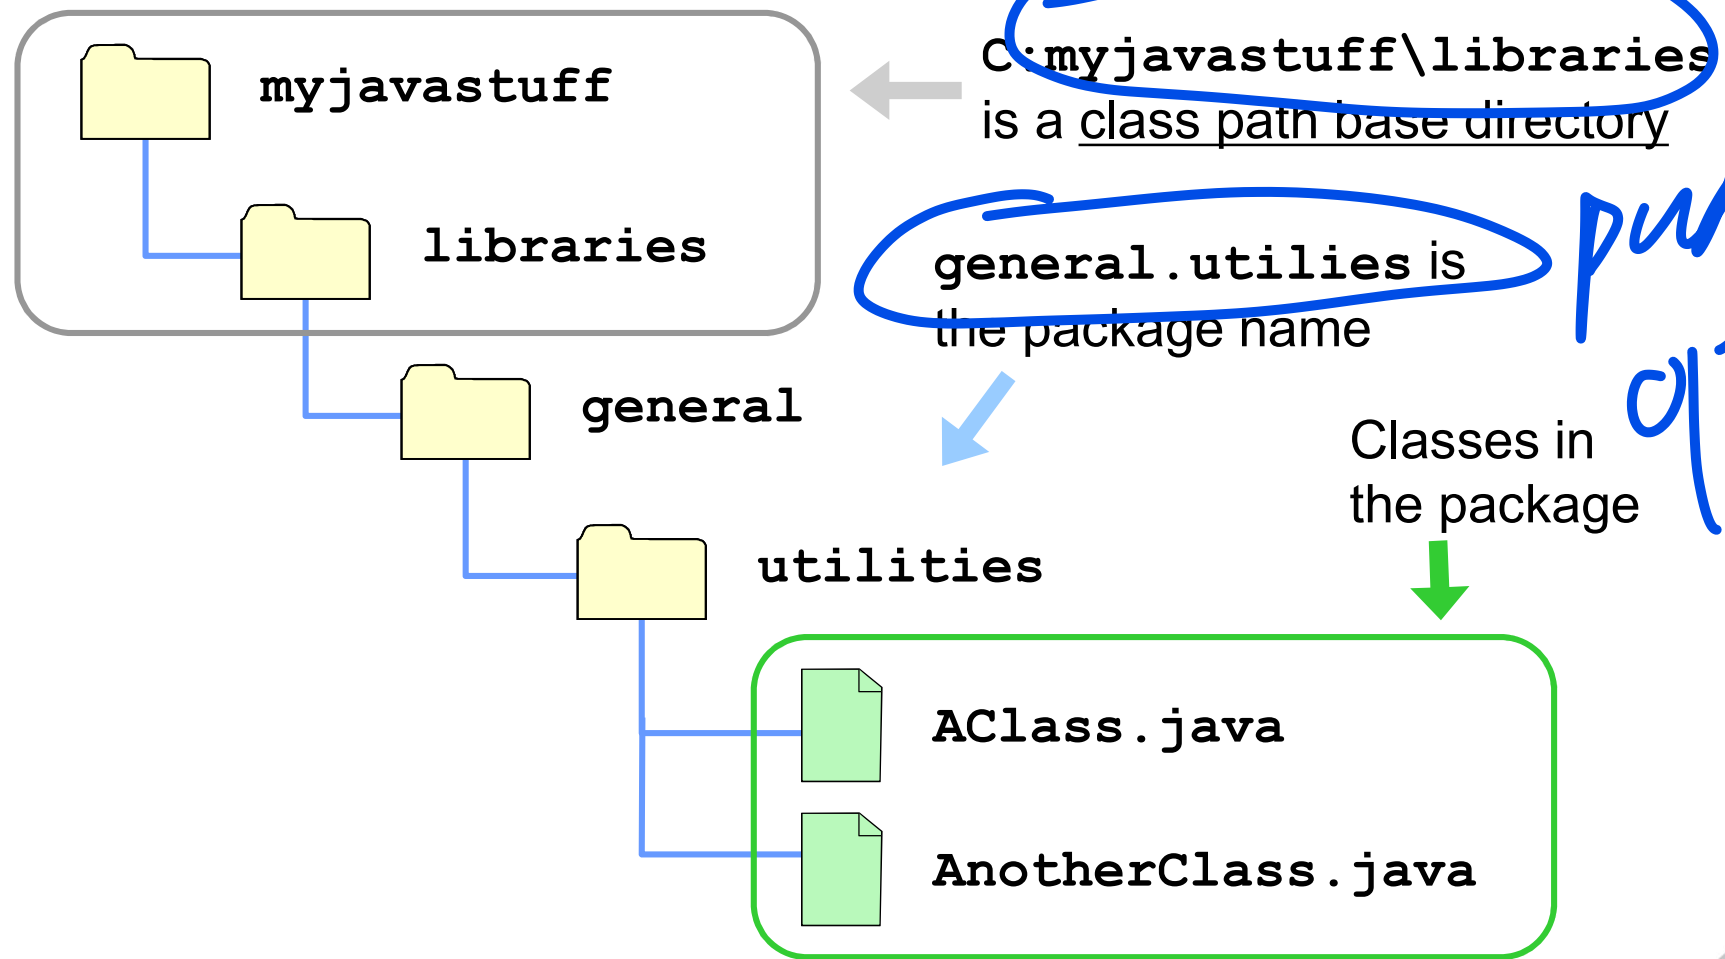 myjavastuff
C:myjavastuff\libraries
is a class path base directory
libraries
general.utilies is
the package name
general
Classes in
the package
utilities
AClass.java
AnotherClass.java